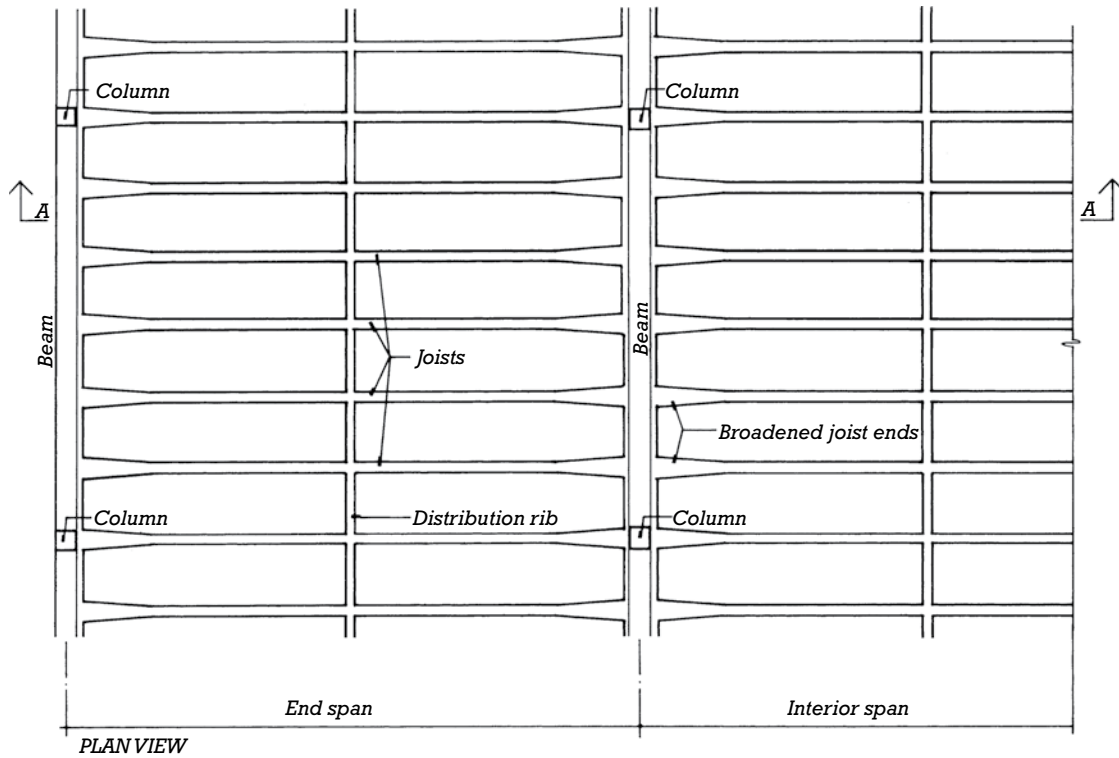 Column
Column
A
A
Beam
Beam
Joists
Broadened joist ends
Column
Distribution rib
Column
End span
Interior span
PLAN VIEW